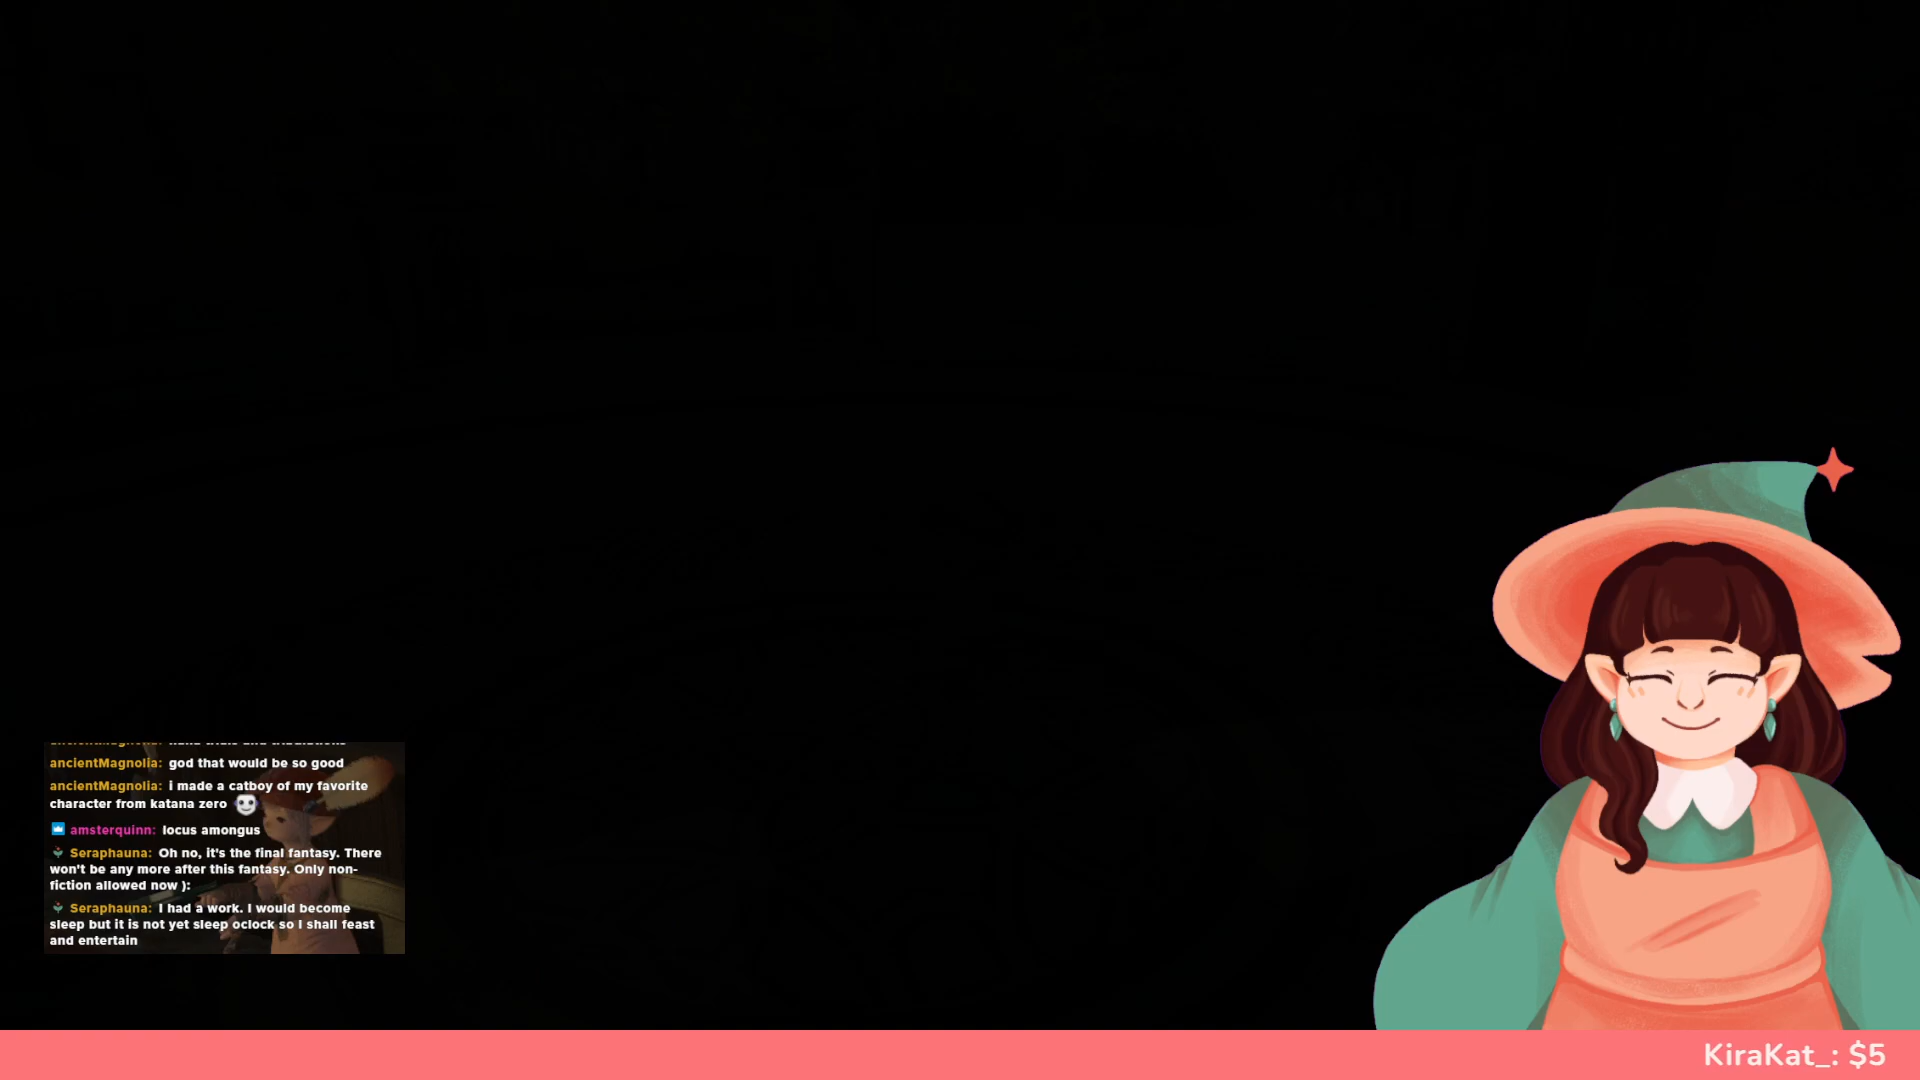 ancientMagnolia: god that would be so good
ancientMagnolia: i made a catboy of my favorite
character from katana zero
amsterquinn: locus amongus
Seraphauna: Oh no, it's the final fantasy. There
won't be any more after this fantasy. Only non-
fiction allowed now ):
Seraphauna: I had a work. I would become
sleep but it is not yet sleep oclock so I shall feast
and entertain
KiraKat_: $5